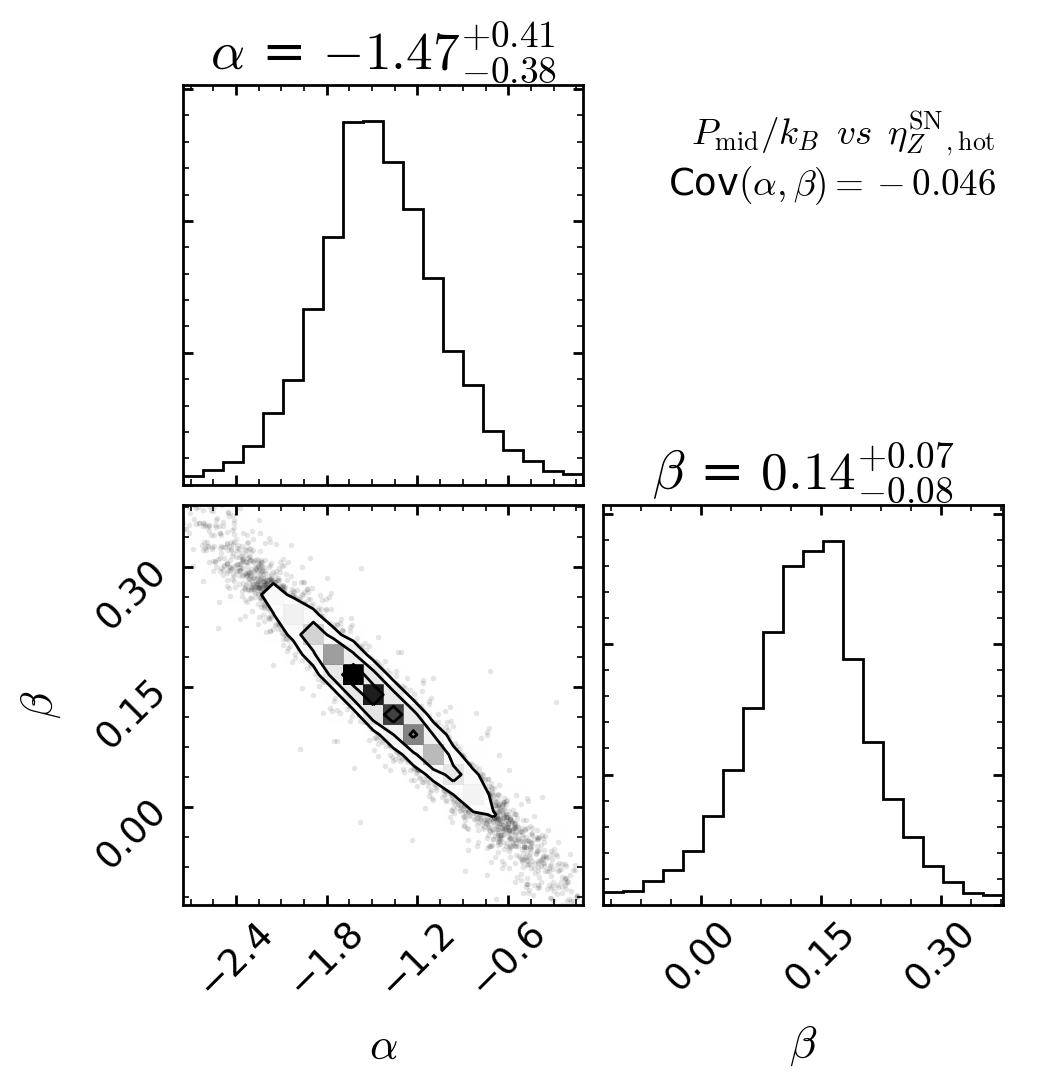 α = −1.47^{+0.41}_{−0.38}
P_{mid}/k_B vs η_Z^{SN}_{, hot}
Cov(α, β) = − 0.046
β = 0.14^{+0.07}_{−0.08}
β
0.30
0.15
0.00
−2.4 −1.8 −1.2 −0.6
0.00 0.15 0.30
α
β